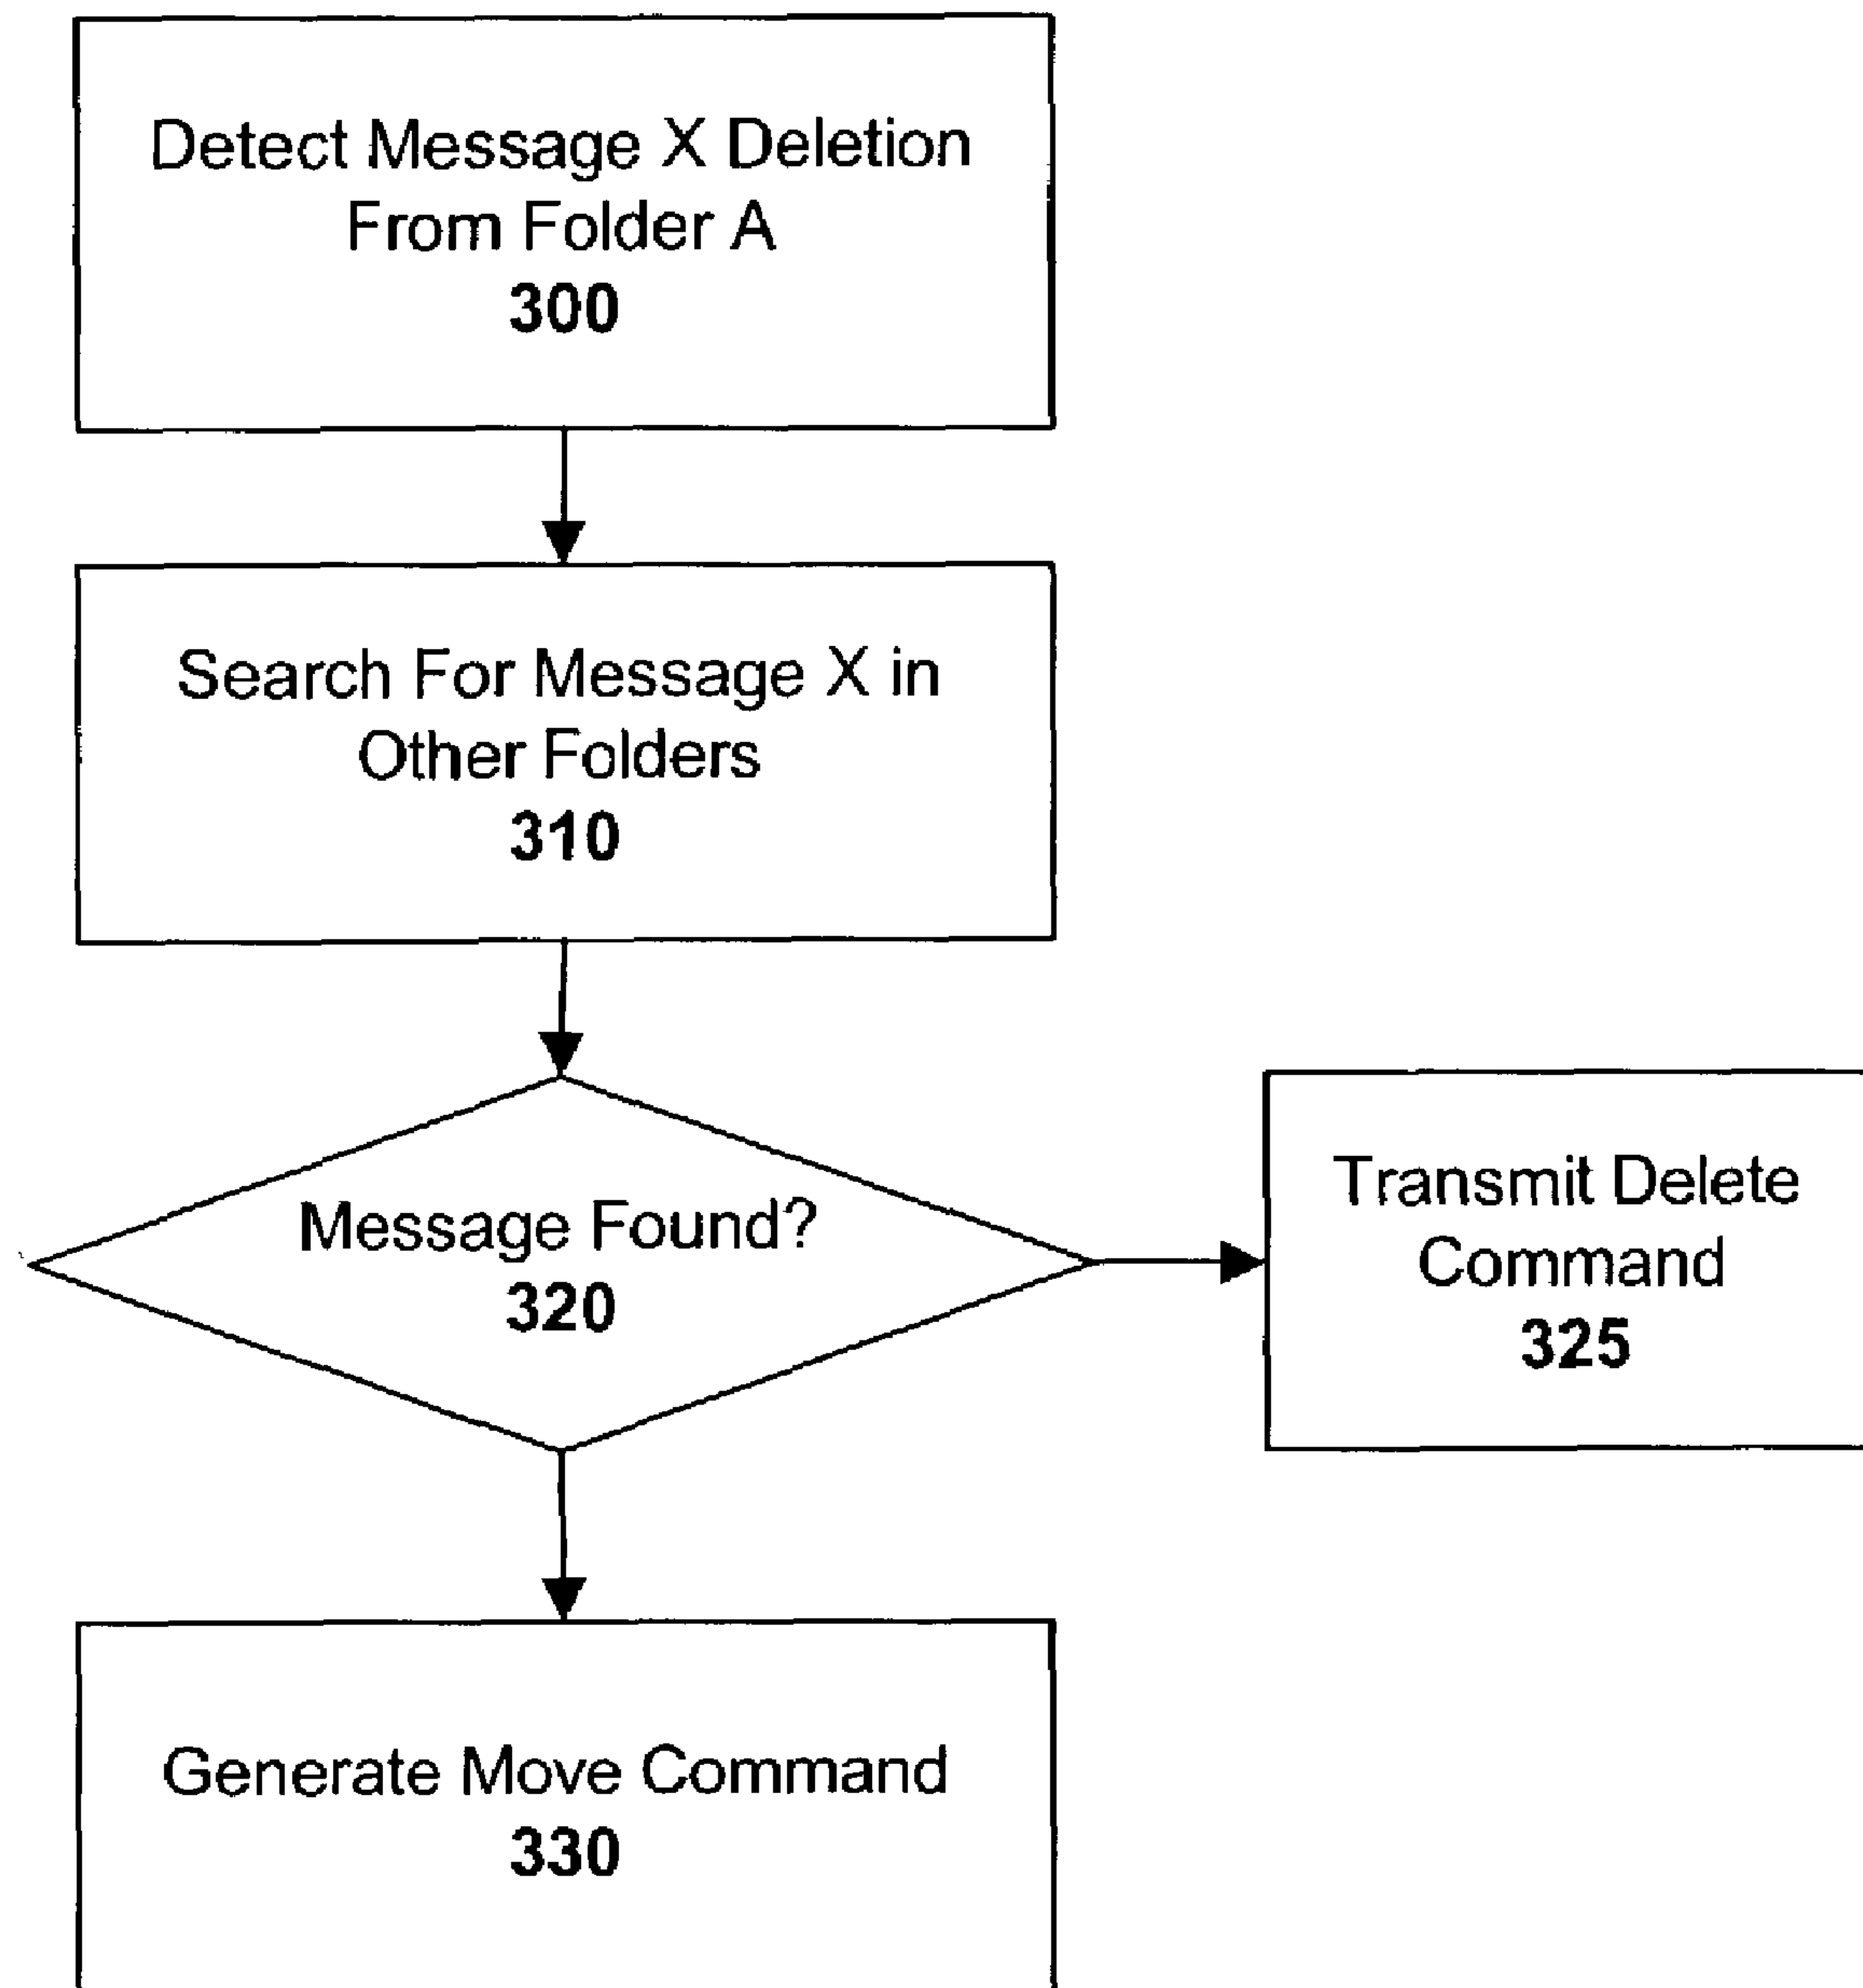 Detect Message X Deletion
From Folder A
300
Search For Message X in
Other Folders
310
Message Found?
320
Transmit Delete
Command
325
Generate Move Command
330